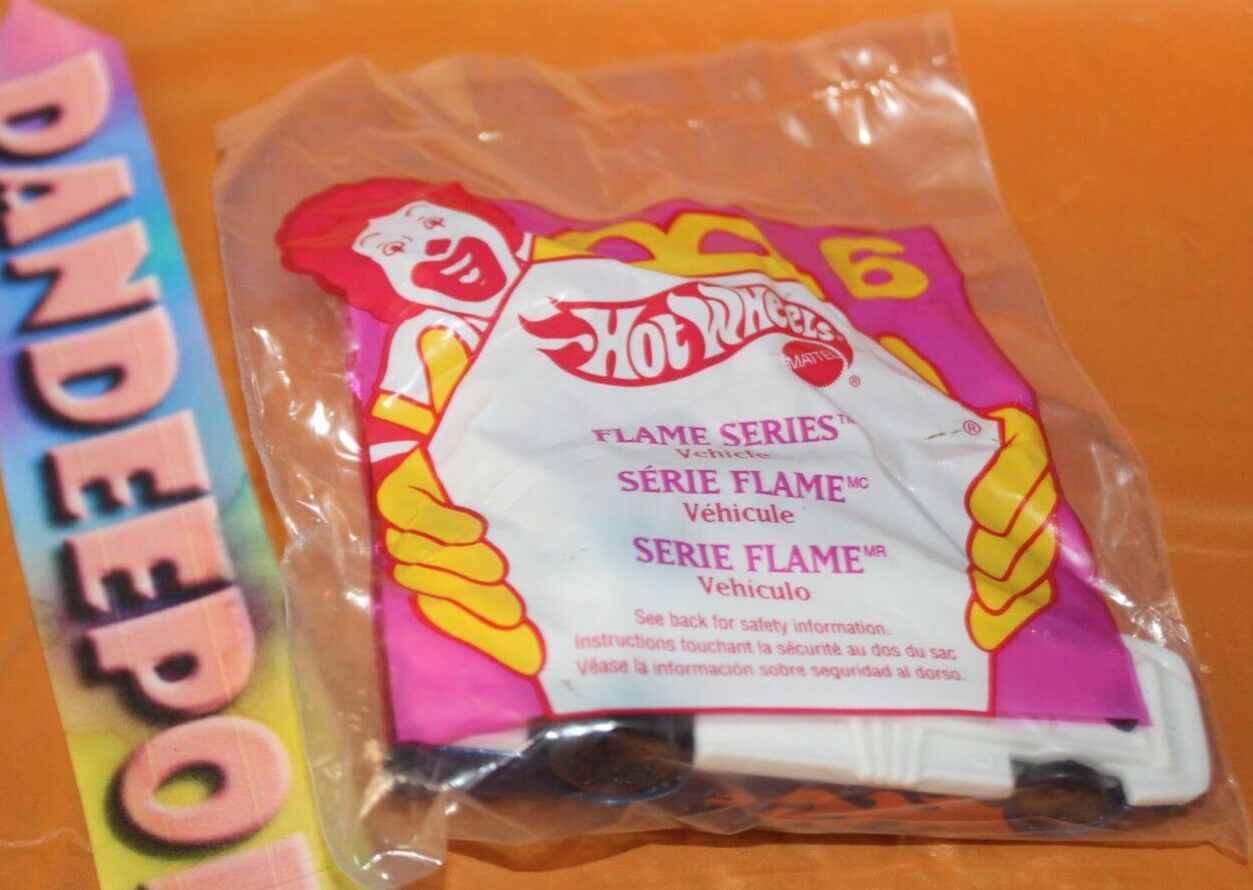 DANDEEPO
6
HOT WHEELS
MATTEL
®
FLAME SERIES™
Vehicle
®
SÉRIE FLAME MC
Véhicule
SERIE FLAME MR
Vehículo
See back for safety information.
Instructions touchant la sécurité au dos du sac
Véase la información sobre seguridad al dorso.